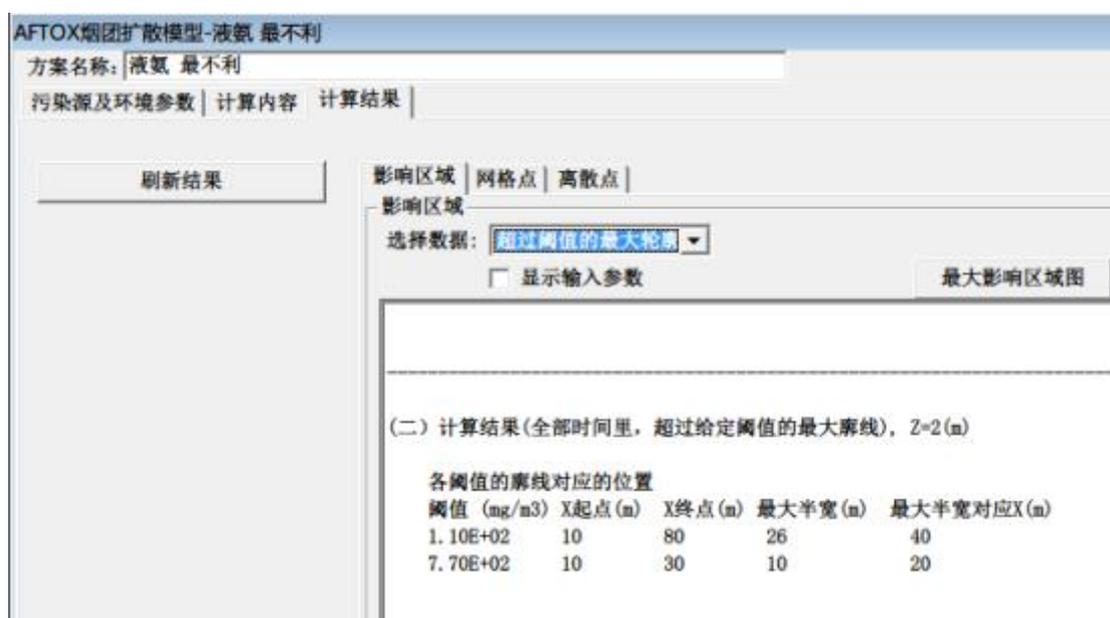 AFTOX烟团扩散模型-液氨 最不利
方案名称: 液氨 最不利
污染源及环境参数 计算内容 计算结果
刷新结果
影响区域 网格点 离散点
影响区域
选择数据: 超过阈值的最大轮廓
显示输入参数 最大影响区域图
(二) 计算结果(全部时间里, 超过给定阈值的最大廓线), Z=2(m)
各阈值的廓线对应的位置
阈值 (mg/m3) X起点(m) X终点(m) 最大半宽(m) 最大半宽对应X(m)
1.10E+02 10 80 26 40
7.70E+02 10 30 10 20